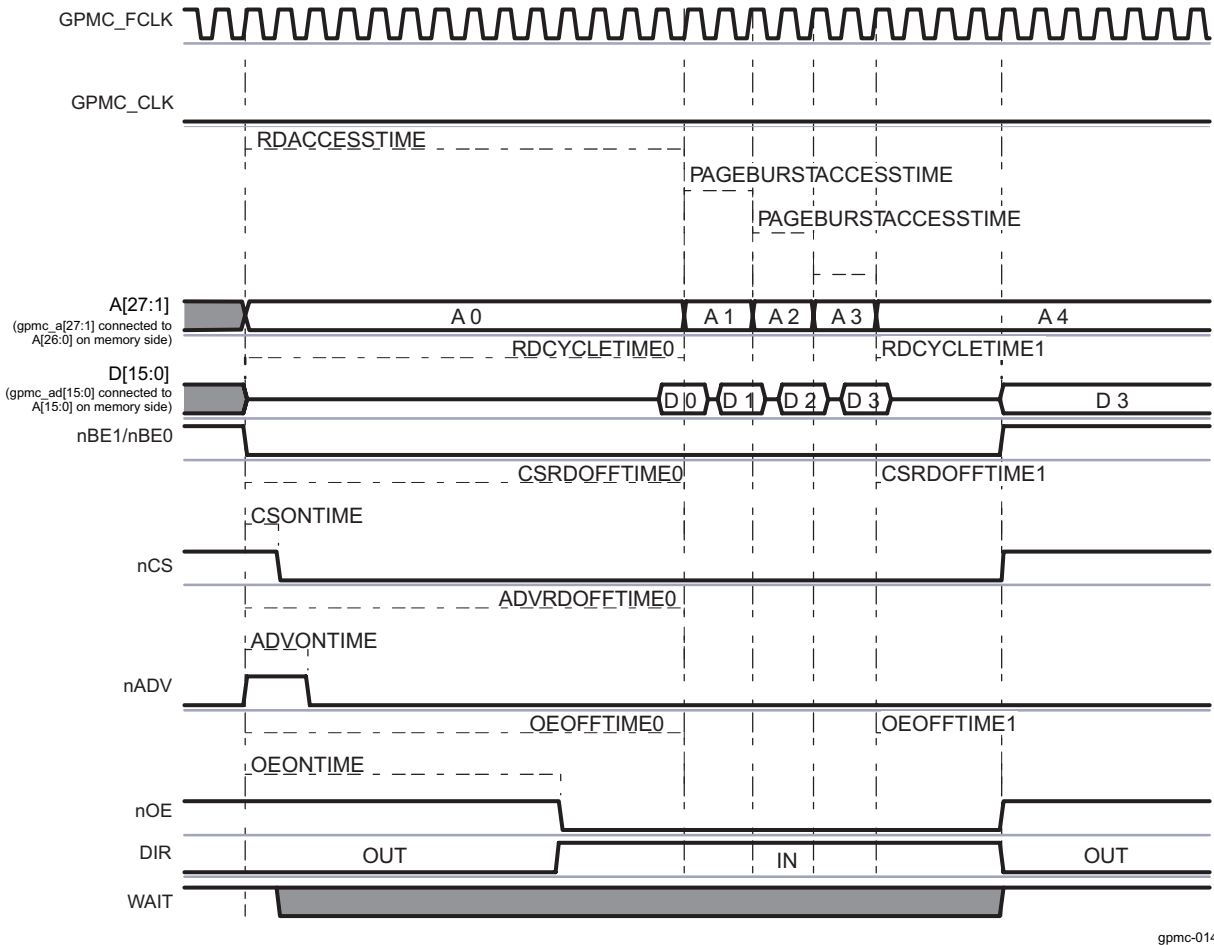 GPMC_FCLK
GPMC_CLK
RDACCESSTIME
PAGEBURSTACCESSTIME
PAGEBURSTACCESSTIME
A[27:1]
(gpmc_a[27:1] connected to
A[26:0] on memory side)
A 0
A 1
A 2
A 3
A 4
RDCYCLETIME0
RDCYCLETIME1
D[15:0]
(gpmc_ad[15:0] connected to
A[15:0] on memory side)
D 0
D 1
D 2
D 3
D 3
nBE1/nBE0
CSRDOFFTIME0
CSRDOFFTIME1
CSONTIME
nCS
ADVRDOFFTIME0
ADVONTIME
nADV
OEOFFTIME0
OEOFFTIME1
OEONTIME
nOE
DIR
OUT
IN
OUT
WAIT
gpmc-014